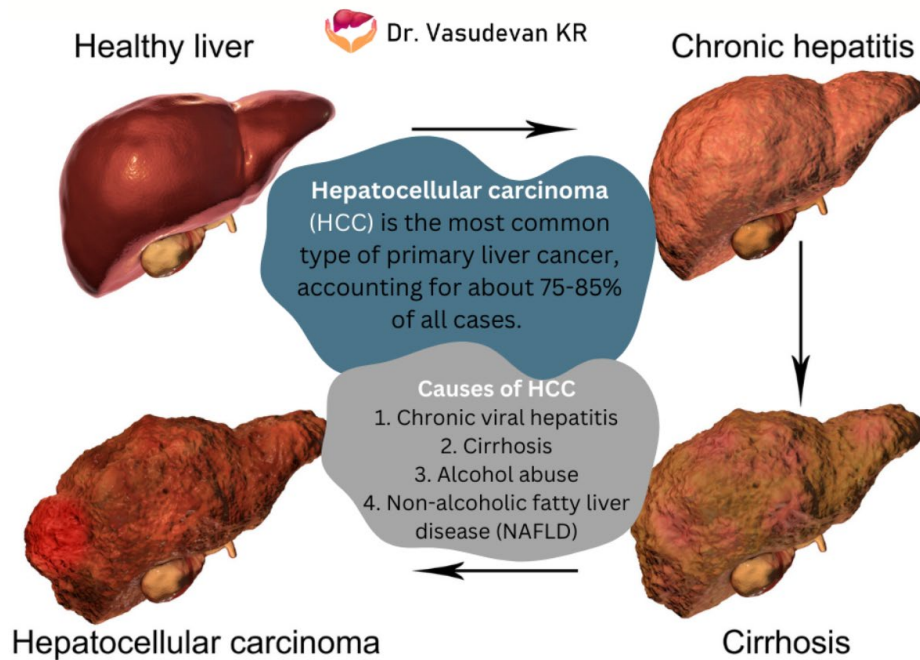 Healthy liver
Dr. Vasudevan KR
Chronic hepatitis
Hepatocellular carcinoma
(HCC) is the most common
type of primary liver cancer,
accounting for about 75-85%
of all cases.
Causes of HCC
1. Chronic viral hepatitis
2. Cirrhosis
3. Alcohol abuse
4. Non-alcoholic fatty liver
disease (NAFLD)
Hepatocellular carcinoma
Cirrhosis